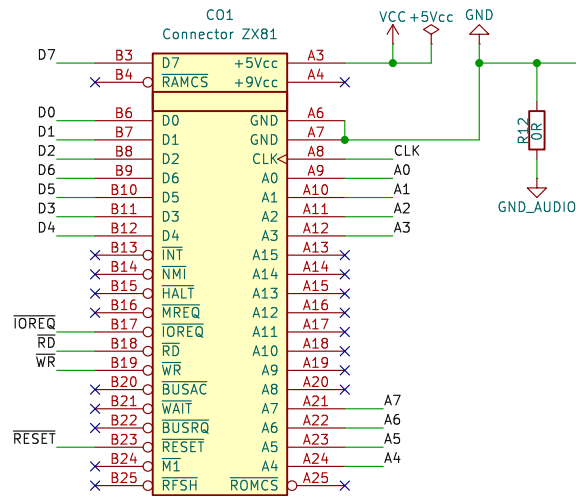 CO1
Connector ZX81
VCC +5Vcc GND
D7 B3 D7 +5Vcc A3
B4 RAMCS +9Vcc A4
D0 B6 D0 GND A6
D1 B7 D1 GND A7
D2 B8 D2 CLK A8 CLK
D6 B9 D6 A0 A9 A0
D5 B10 D5 A1 A10 A1
D3 B11 D3 A2 A11 A2
D4 B12 D4 A3 A12 A3
B13 INT A15 A13
B14 NMI A14 A14
B15 HALT A13 A15
B16 MREQ A12 A16
IOREQ B17 IOREQ A11 A17
RD B18 RD A10 A18
WR B19 WR A9 A19
B20 BUSAC A8 A20
B21 WAIT A7 A21 A7
B22 BUSRQ A6 A22 A6
RESET B23 RESET A5 A23 A5
B24 M1 A4 A24 A4
B25 RFSH ROMCS A25
R12
0R
GND_AUDIO